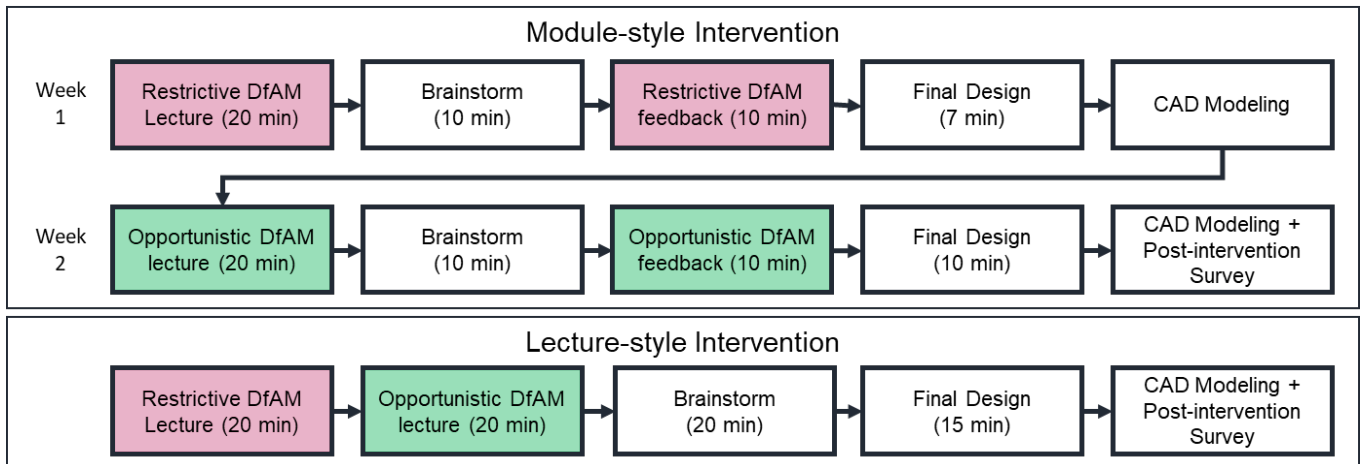 Module-style Intervention
Week
1
Restrictive DfAM
Lecture (20 min)
Brainstorm
(10 min)
Restrictive DfAM
feedback (10 min)
Final Design
(7 min)
CAD Modeling
Week
2
Opportunistic DfAM
lecture (20 min)
Brainstorm
(10 min)
Opportunistic DfAM
feedback (10 min)
Final Design
(10 min)
CAD Modeling +
Post-intervention
Survey
Lecture-style Intervention
Restrictive DfAM
Lecture (20 min)
Opportunistic DfAM
lecture (20 min)
Brainstorm
(20 min)
Final Design
(15 min)
CAD Modeling +
Post-intervention
Survey